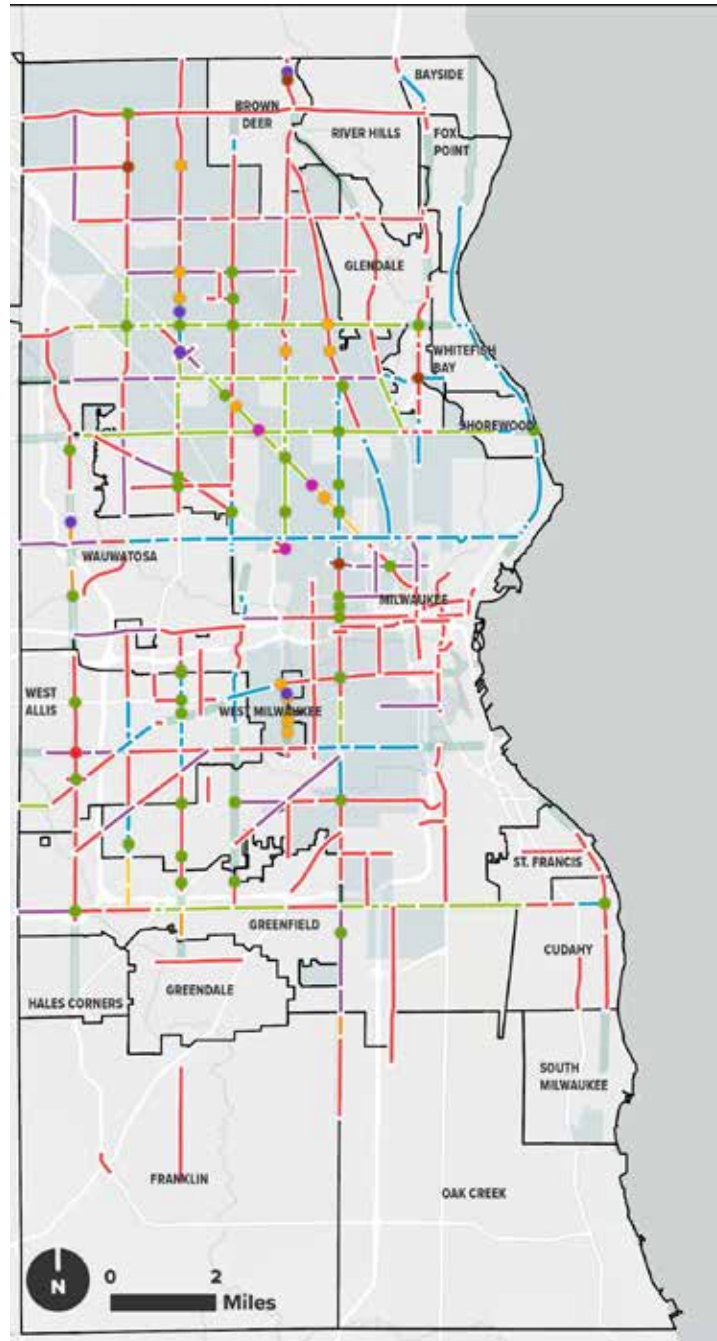 BAYSIDE
BROWN
DEER
RIVER HILLS
FOX
POINT
GLENDALE
WHITEFISH
BAY
SHOREWOOD
WAUWATOSA
MILWAUKEE
WEST
ALLIS
WEST MILWAUKEE
ST. FRANCIS
GREENFIELD
CUDAHY
GREENDALE
HALES CORNERS
SOUTH
MILWAUKEE
FRANKLIN
OAK CREEK
N
0 2
Miles